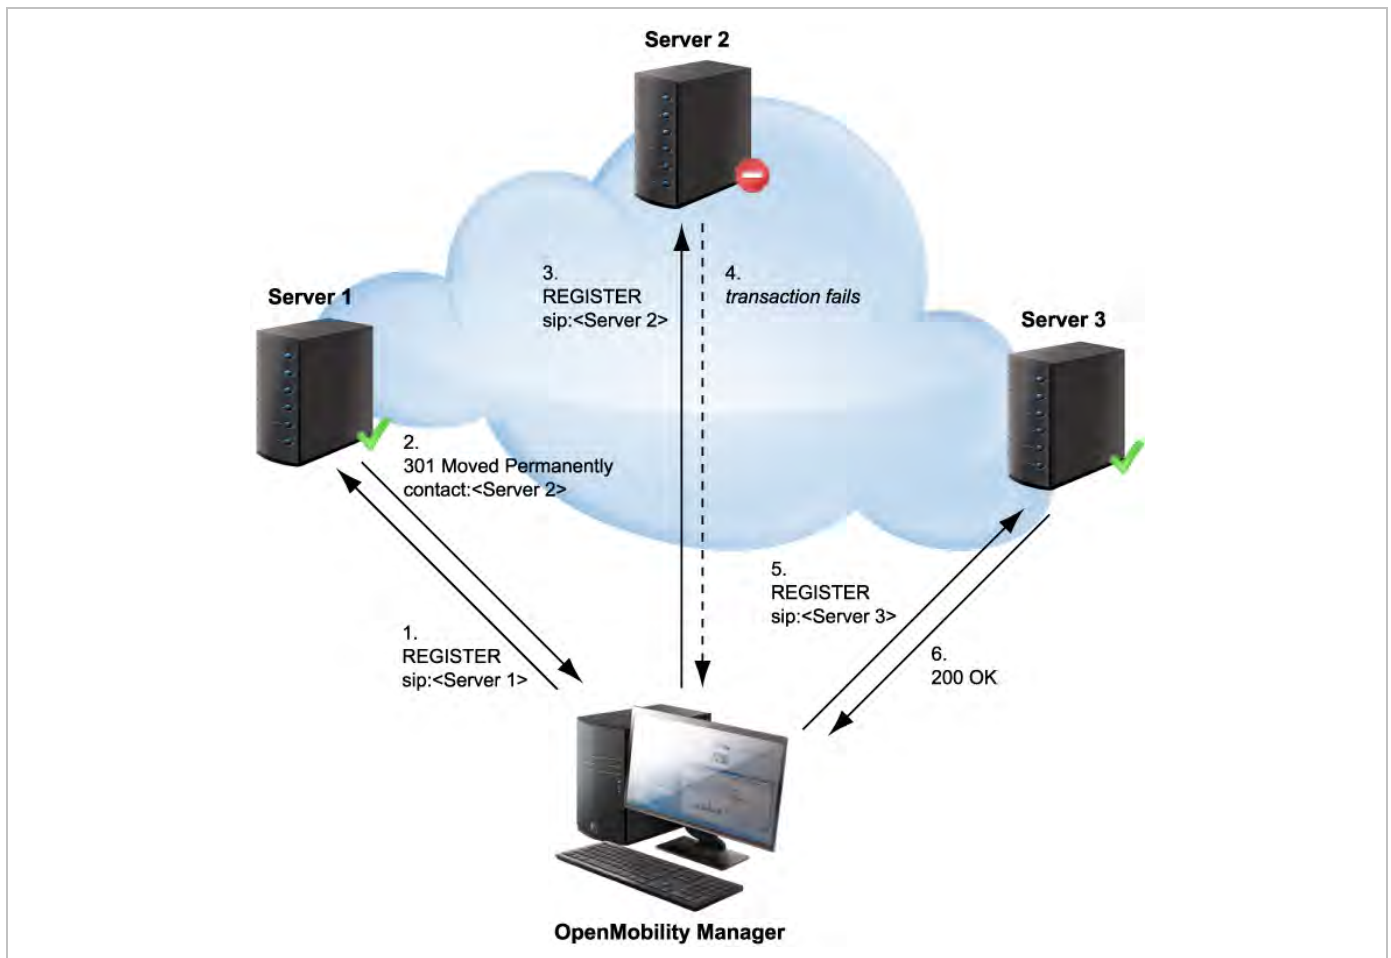 Server 2
3.
REGISTER
sip:<Server 2>
4.
transaction fails
Server 1
Server 3
2.
301 Moved Permanently
contact:<Server 2>
5.
REGISTER
sip:<Server 3>
1.
REGISTER
sip:<Server 1>
6.
200 OK
OpenMobility Manager